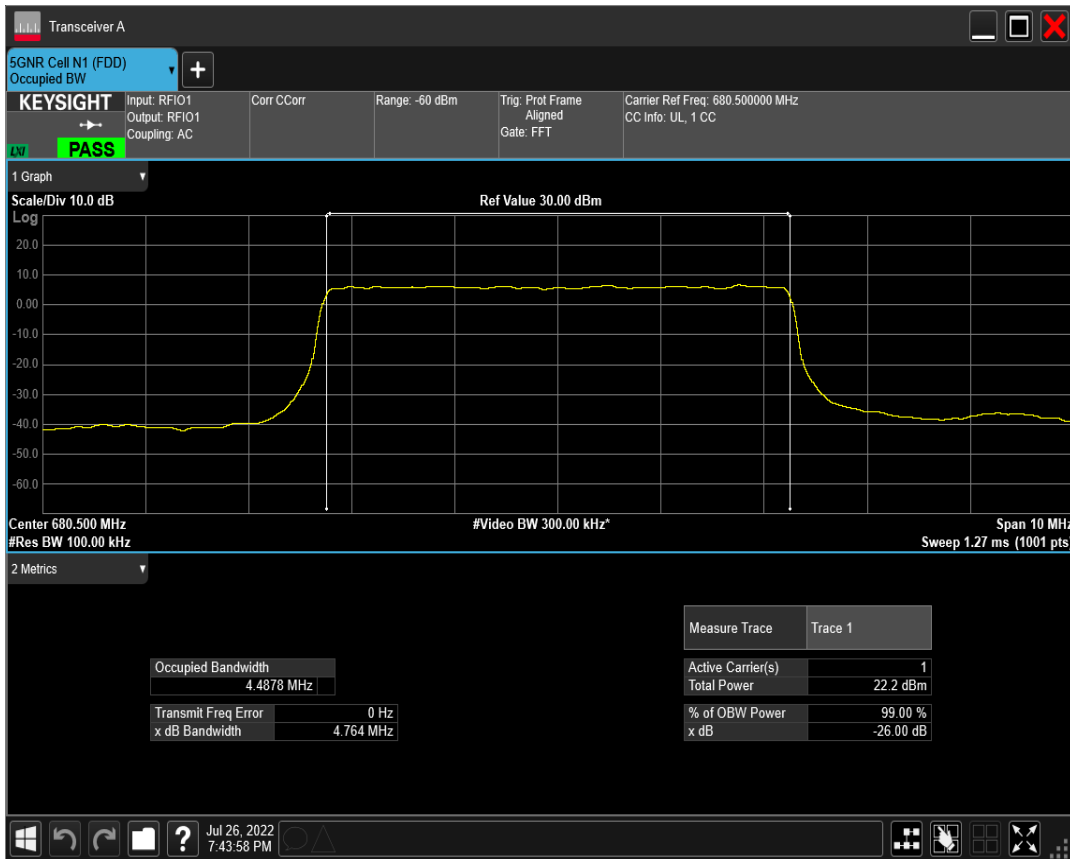 Transceiver A
5GNR Cell N1 (FDD)
Occupied BW
+
KEYSIGHT
LXI
PASS
Input: RFIO1
Output: RFIO1
Coupling: AC
Corr CCorr
Range: -60 dBm
Trig: Prot Frame
Aligned
Gate: FFT
Carrier Ref Freq: 680.500000 MHz
CC Info: UL, 1 CC
1 Graph
Scale/Div 10.0 dB
Ref Value 30.00 dBm
Log
20.0
10.0
0.00
-10.0
-20.0
-30.0
-40.0
-50.0
-60.0
Center 680.500 MHz
#Video BW 300.00 kHz*
Span 10 MHz
#Res BW 100.00 kHz
Sweep 1.27 ms (1001 pts)
2 Metrics
Measure Trace
Trace 1
Occupied Bandwidth
4.4878 MHz
Active Carrier(s) 1
Total Power 22.2 dBm
Transmit Freq Error 0 Hz
x dB Bandwidth 4.764 MHz
% of OBW Power 99.00 %
x dB -26.00 dB
?
Jul 26, 2022
7:43:58 PM